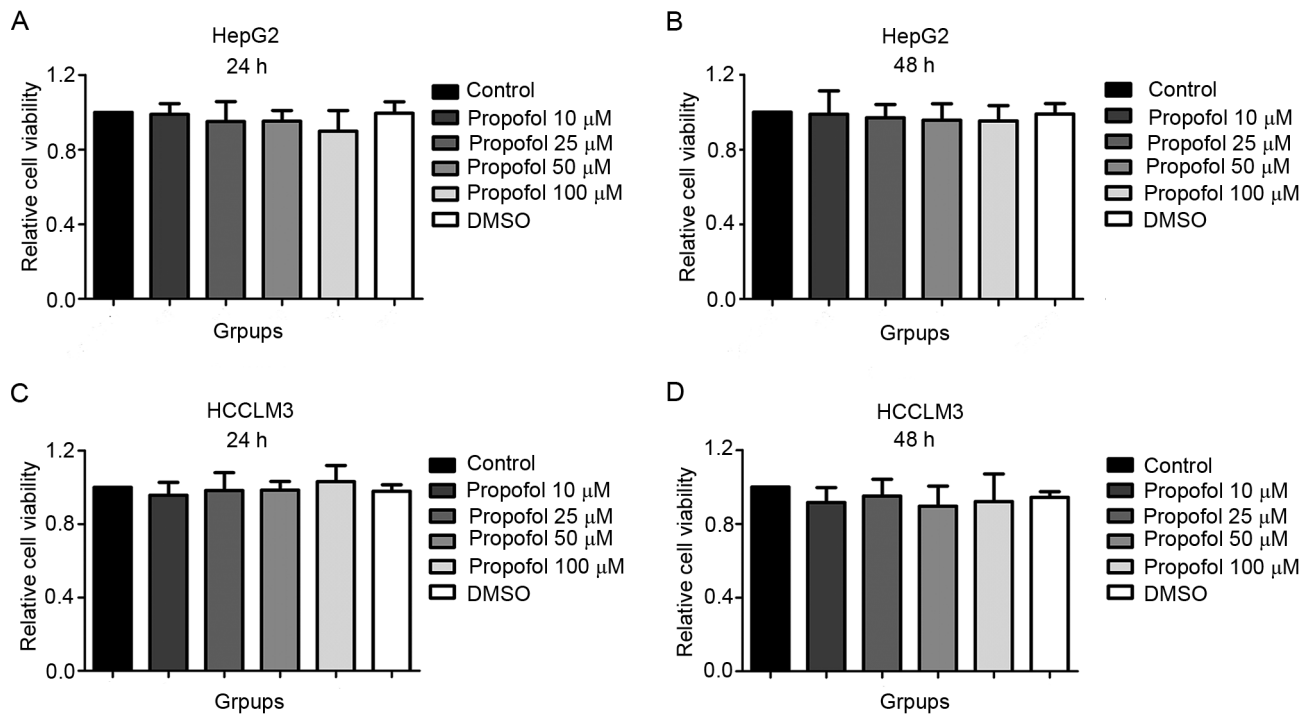 A
HepG2
24 h
Relative cell viability
1.2
0.8
0.4
0.0
Grpups
Control
Propofol 10 μM
Propofol 25 μM
Propofol 50 μM
Propofol 100 μM
DMSO
B
HepG2
48 h
Relative cell viability
1.2
0.8
0.4
0.0
Grpups
Control
Propofol 10 μM
Propofol 25 μM
Propofol 50 μM
Propofol 100 μM
DMSO
C
HCCLM3
24 h
Relative cell viability
1.2
0.8
0.4
0.0
Grpups
Control
Propofol 10 μM
Propofol 25 μM
Propofol 50 μM
Propofol 100 μM
DMSO
D
HCCLM3
48 h
Relative cell viability
1.2
0.8
0.4
0.0
Grpups
Control
Propofol 10 μM
Propofol 25 μM
Propofol 50 μM
Propofol 100 μM
DMSO